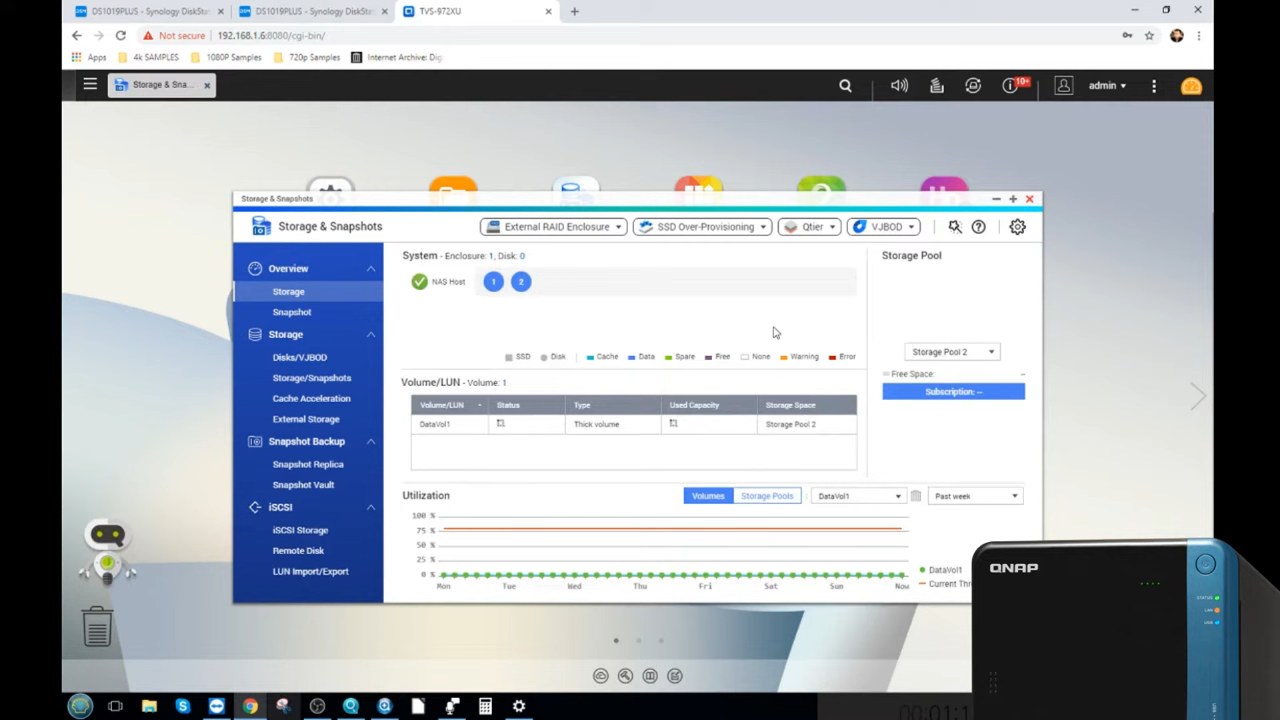 DS1019PLUS - Synology DiskSta
DS1019PLUS - Synology DiskSta
TVS-972XU
Not secure
192.168.1.6:8080/cgi-bin/
Apps
4k SAMPLES
1080P Samples
720p Samples
Internet Archive: Dig
Storage & Sna...
10+
admin
Storage & Snapshots
Storage & Snapshots
External RAID Enclosure
SSD Over-Provisioning
Qtier
VJBOD
Overview
Storage
Snapshot
Storage
Disks/VJBOD
Storage/Snapshots
Cache Acceleration
External Storage
Snapshot Backup
Snapshot Replica
Snapshot Vault
iSCSI
iSCSI Storage
Remote Disk
LUN Import/Export
System - Enclosure: 1, Disk: 0
NAS Host
1
2
SSD
Disk
Cache
Data
Spare
Free
None
Warning
Error
Volume/LUN - Volume: 1
Volume/LUN
Status
Type
Used Capacity
Storage Space
DataVol1
Thick volume
Storage Pool 2
Storage Pool
Storage Pool 2
Free Space:
--
Subscription: --
Utilization
Volumes
Storage Pools
:
DataVol1
Past week
100 %
75 %
50 %
25 %
0 %
Mon
Tue
Wed
Thu
Fri
Sat
Sun
Now
DataVol1
Current Thr
QNAP
STATUS
LAN
USB